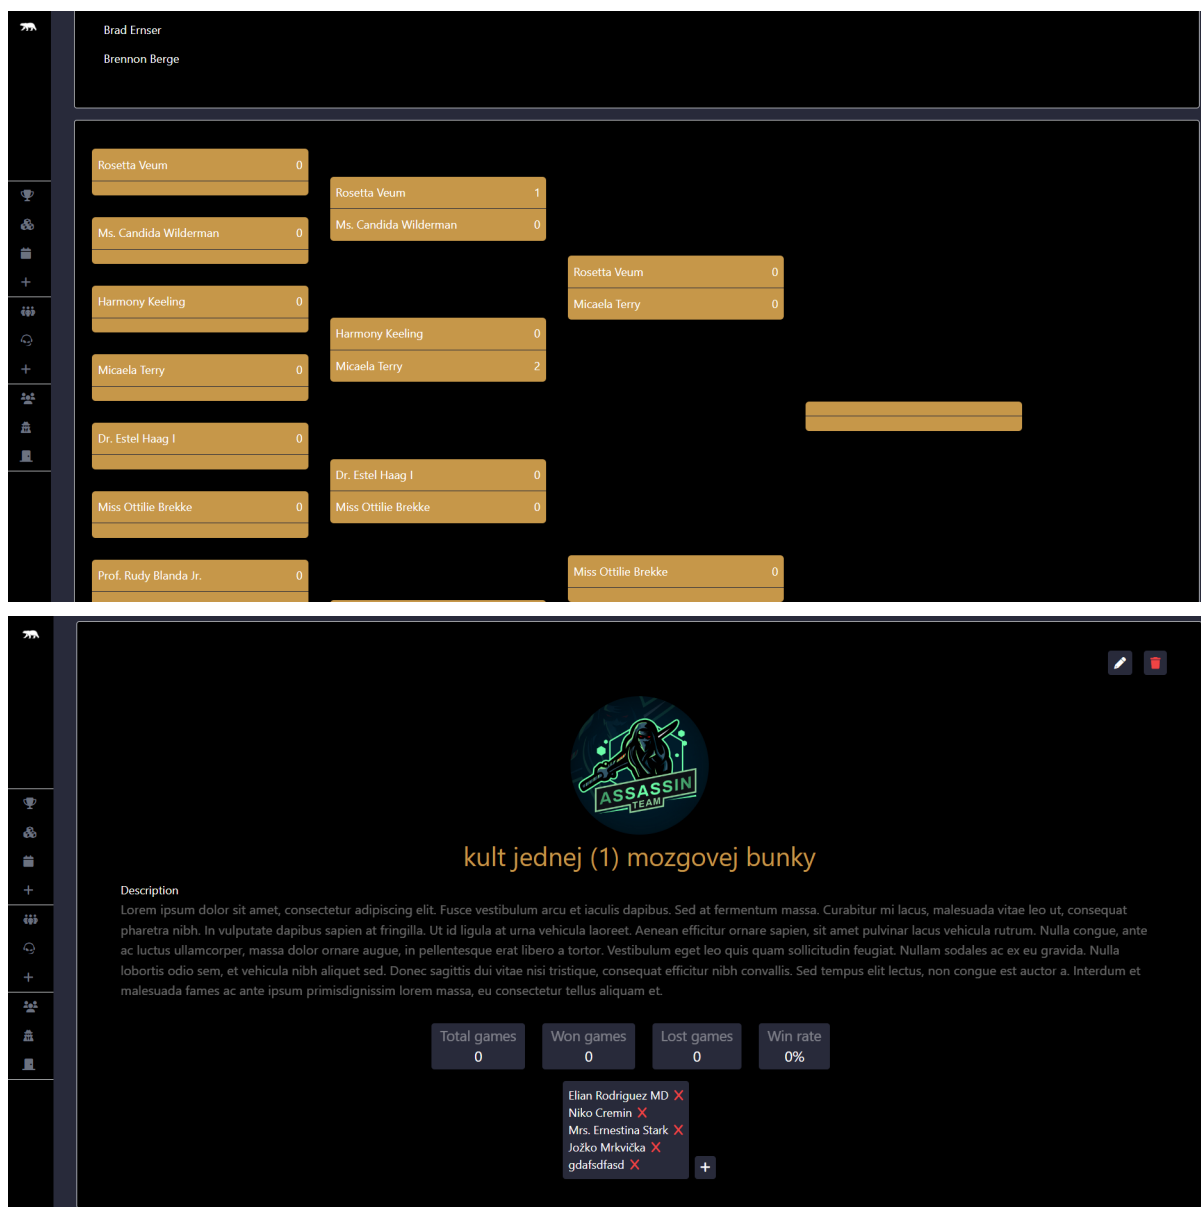 Brad Ernser
Brennon Berge
Rosetta Veum 0
Ms. Candida Wilderman 0
Harmony Keeling 0
Micaela Terry 0
Dr. Estel Haag I 0
Miss Ottilie Brekke 0
Prof. Rudy Blanda Jr. 0
Rosetta Veum 1
Ms. Candida Wilderman 0
Harmony Keeling 0
Micaela Terry 2
Dr. Estel Haag I 0
Miss Ottilie Brekke 0
Rosetta Veum 0
Micaela Terry 0
Miss Ottilie Brekke 0
ASSASSIN
TEAM
kult jednej (1) mozgovej bunky
Description
Lorem ipsum dolor sit amet, consectetur adipiscing elit. Fusce vestibulum arcu et iaculis dapibus. Sed at fermentum massa. Curabitur mi lacus, malesuada vitae leo ut, consequat
pharetra nibh. In vulputate dapibus sapien at fringilla. Ut id ligula at urna vehicula laoreet. Aenean efficitur ornare sapien, sit amet pulvinar lacus vehicula rutrum. Nulla congue, ante
ac luctus ullamcorper, massa dolor ornare augue, in pellentesque erat libero a tortor. Vestibulum eget leo quis quam sollicitudin feugiat. Nullam sodales ac ex eu gravida. Nulla
lobortis odio sem, et vehicula nibh aliquet sed. Donec sagittis dui vitae nisi tristique, consequat efficitur nibh convallis. Sed tempus elit lectus, non congue est auctor a. Interdum et
malesuada fames ac ante ipsum primisdignissim lorem massa, eu consectetur tellus aliquam et.
Total games Won games Lost games Win rate
0 0 0 0%
Elian Rodriguez MD
Niko Cremin
Mrs. Ernestina Stark
Jožko Mrkvička
gdafsdfasd